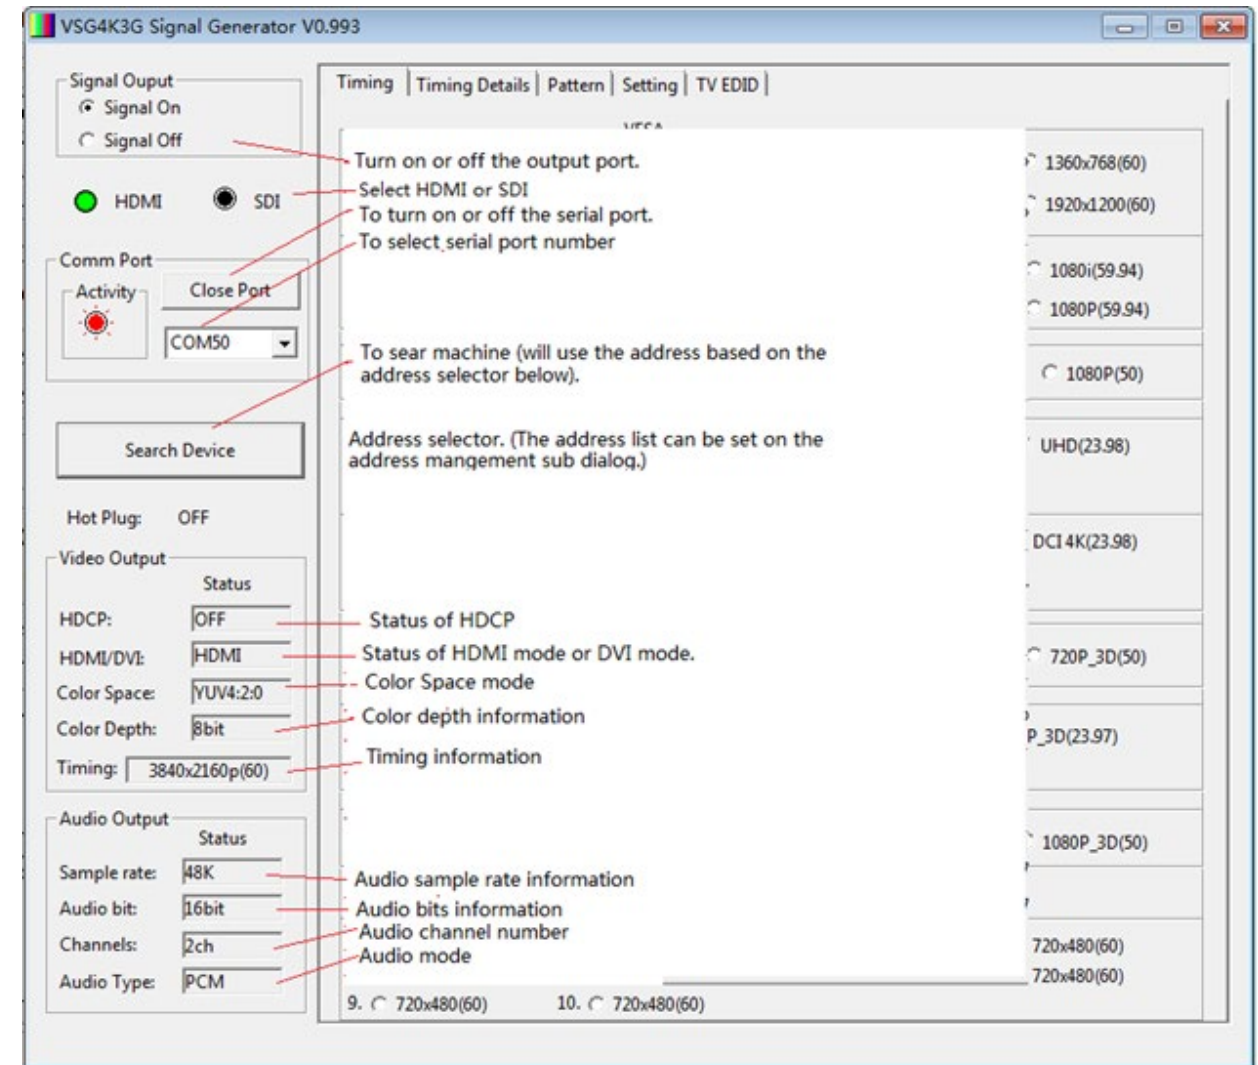 VSG4K3G Signal Generator V0.993
Signal Ouput
Signal On
Signal Off
HDMI SDI
Comm Port
Activity
Close Port
COM50
Search Device
Hot Plug: OFF
Video Output
Status
HDCP: OFF
HDMI/DVI: HDMI
Color Space: YUV4:2:0
Color Depth: 8bit
Timing: 3840x2160p(60)
Audio Output
Status
Sample rate: 48K
Audio bit: 16bit
Channels: 2ch
Audio Type: PCM
Timing Timing Details Pattern Setting TV EDID
VESA
Turn on or off the output port.
Select HDMI or SDI
To turn on or off the serial port.
To select serial port number
To sear machine (will use the address based on the
address selector below).
Address selector. (The address list can be set on the
address mangement sub dialog.)
Status of HDCP
Status of HDMI mode or DVI mode.
Color Space mode
Color depth information
Timing information
Audio sample rate information
Audio bits information
Audio channel number
Audio mode
1360x768(60)
1920x1200(60)
1080i(59.94)
1080P(59.94)
1080P(50)
UHD(23.98)
DCI 4K(23.98)
720P_3D(50)
P_3D(23.97)
1080P_3D(50)
720x480(60)
720x480(60)
9. 720x480(60) 10. 720x480(60)